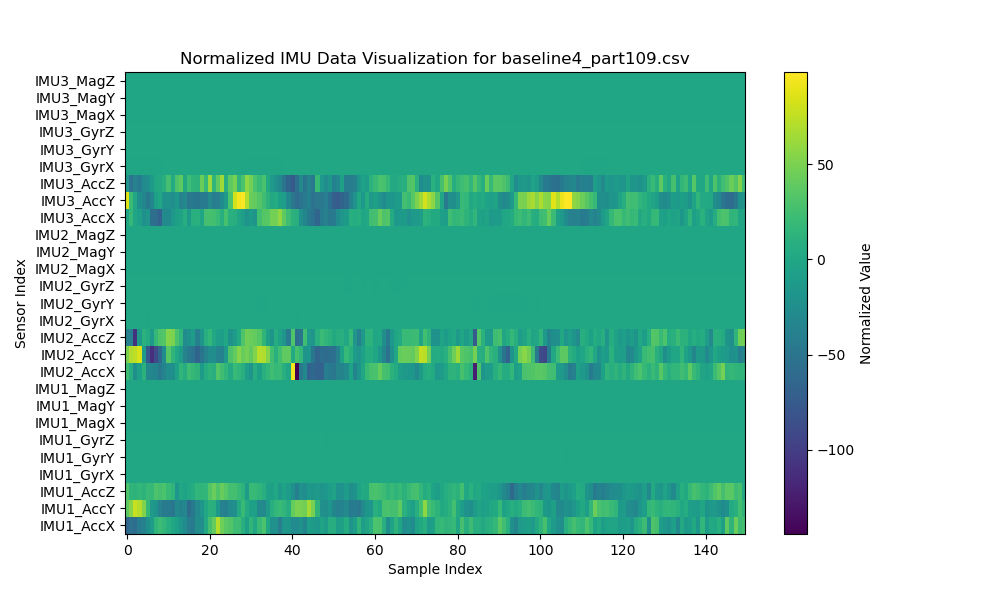 Normalized IMU Data Visualization for baseline4_part109.csv
IMU3_MagZ
IMU3_MagY
IMU3_MagX
IMU3_GyrZ
IMU3_GyrY
IMU3_GyrX
IMU3_AccZ
IMU3_AccY
IMU3_AccX
IMU2_MagZ
IMU2_MagY
IMU2_MagX
IMU2_GyrZ
IMU2_GyrY
IMU2_GyrX
IMU2_AccZ
IMU2_AccY
IMU2_AccX
IMU1_MagZ
IMU1_MagY
IMU1_MagX
IMU1_GyrZ
IMU1_GyrY
IMU1_GyrX
IMU1_AccZ
IMU1_AccY
IMU1_AccX
Sensor Index
0 20 40 60 80 100 120 140
Sample Index
50
0
−50
−100
Normalized Value